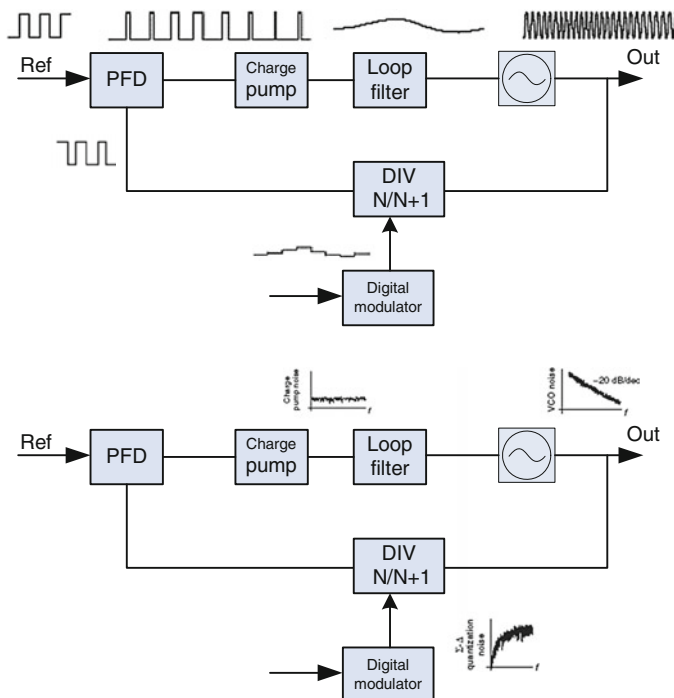 Ref
PFD
Charge
pump
Loop
filter
Out
DIV
N/N+1
Digital
modulator
Charge
pump noise
f
VCO noise
–20 dB/dec
f
Ref
PFD
Charge
pump
Loop
filter
Out
DIV
N/N+1
Σ-Δ
quantization
noise
f
Digital
modulator